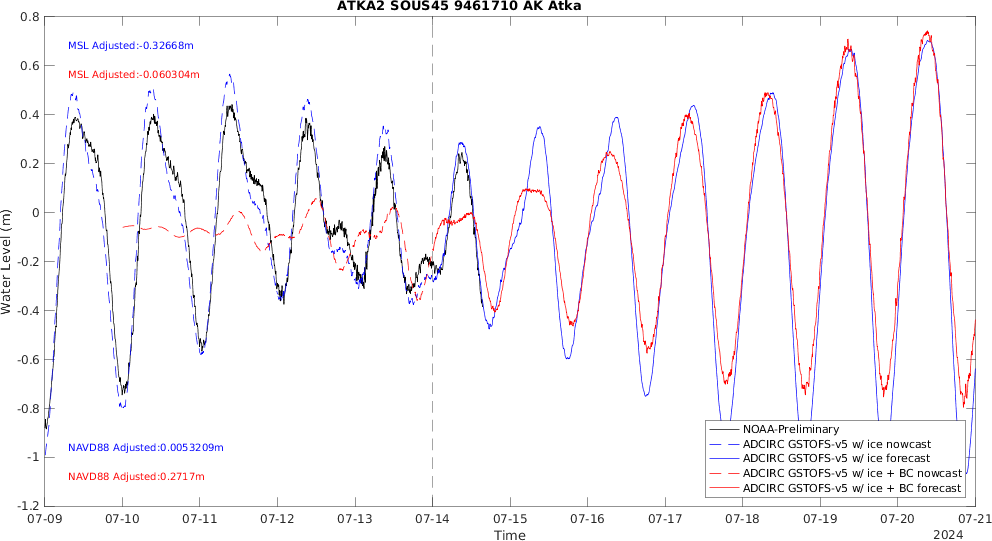 ATKA2 SOUS45 9461710 AK Atka
MSL Adjusted:-0.32668m
MSL Adjusted:-0.060304m
NAVD88 Adjusted:0.0053209m
NAVD88 Adjusted:0.2717m
Water Level (m)
0.8
0.6
0.4
0.2
0
-0.2
-0.4
-0.6
-0.8
-1
-1.2
NOAA-Preliminary
ADCIRC GSTOFS-v5 w/ ice nowcast
ADCIRC GSTOFS-v5 w/ ice forecast
ADCIRC GSTOFS-v5 w/ ice + BC nowcast
ADCIRC GSTOFS-v5 w/ ice + BC forecast
07-09 07-10 07-11 07-12 07-13 07-14 07-15 07-16 07-17 07-18 07-19 07-20 07-21
Time
2024